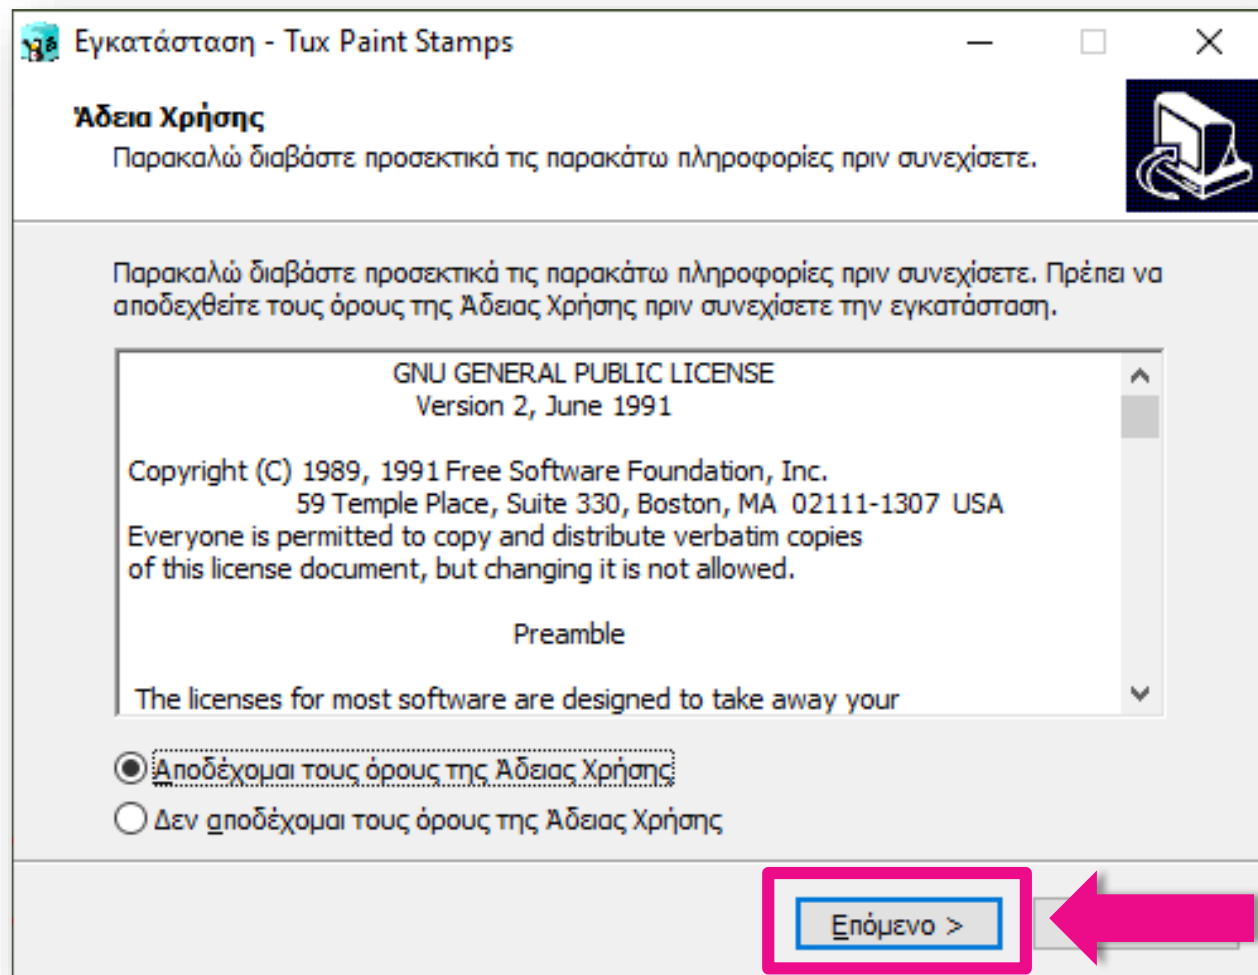 Εγκατάσταση - Tux Paint Stamps
Άδεια Χρήσης
Παρακαλώ διαβάστε προσεκτικά τις παρακάτω πληροφορίες πριν συνεχίσετε.
Παρακαλώ διαβάστε προσεκτικά τις παρακάτω πληροφορίες πριν συνεχίσετε. Πρέπει να
αποδεχθείτε τους όρους της Άδειας Χρήσης πριν συνεχίσετε την εγκατάσταση.
GNU GENERAL PUBLIC LICENSE
Version 2, June 1991
Copyright (C) 1989, 1991 Free Software Foundation, Inc.
59 Temple Place, Suite 330, Boston, MA 02111-1307 USA
Everyone is permitted to copy and distribute verbatim copies
of this license document, but changing it is not allowed.
Preamble
The licenses for most software are designed to take away your
Αποδέχομαι τους όρους της Άδειας Χρήσης
Δεν αποδέχομαι τους όρους της Άδειας Χρήσης
Επόμενο >